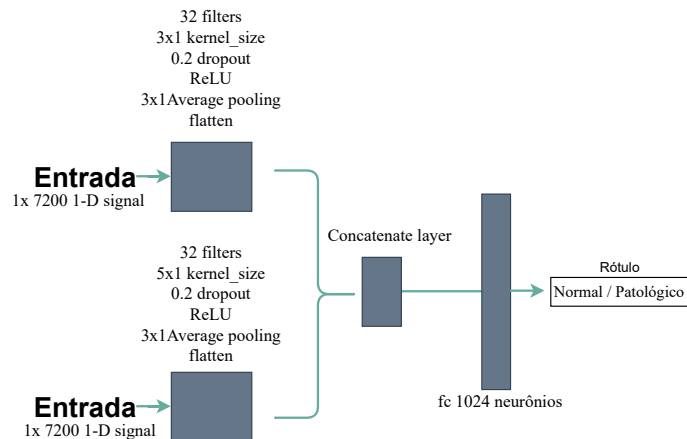 32 filters
3x1 kernel_size
0.2 dropout
ReLU
3x1Average pooling
flatten
Entrada
1x 7200 1-D signal
32 filters
5x1 kernel_size
0.2 dropout
ReLU
3x1Average pooling
flatten
Entrada
1x 7200 1-D signal
Concatenate layer
fc 1024 neurônios
Rótulo
Normal / Patológico